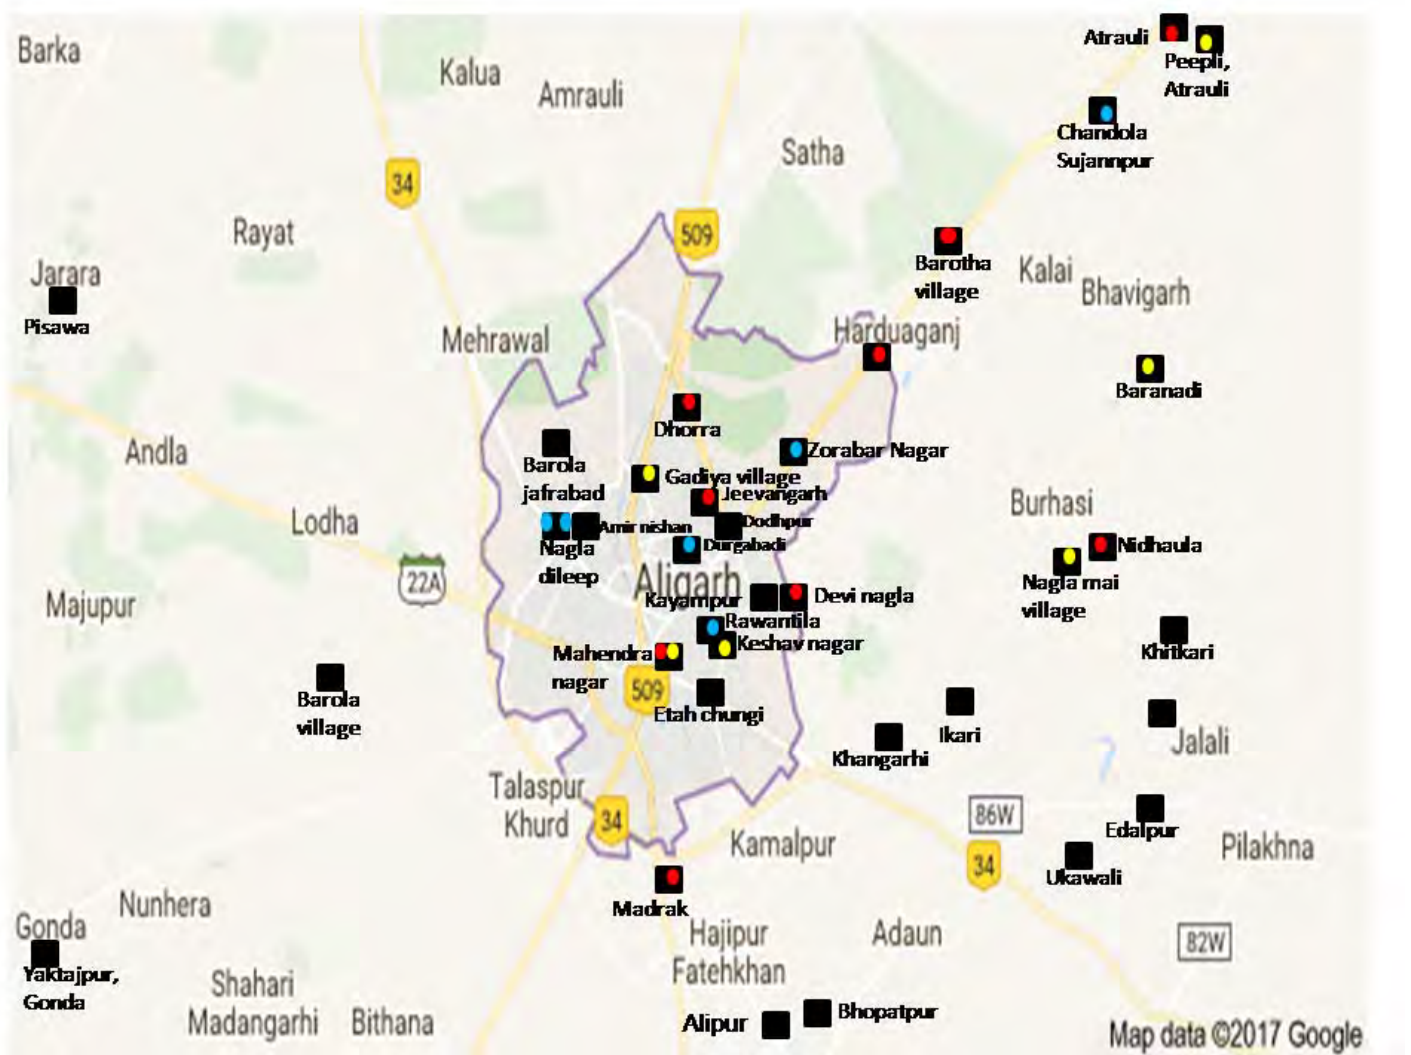 Barka
Kalua
Amrauli
Atrauli
Peepli,
Atrauli
Chandola
Sujannpur
Satha
34
509
Rayat
Jarara
Pisawa
Barotha
village
Kalai
Bhavigarh
Mehrawal
Harduaganj
Baranadi
Dhorra
Andla
Barola
jafrabad
Zorabar Nagar
Gadiya village
Jeevangarh
Burhasi
Lodha
Amir nishan
Dodhpur
Nagla
dileep
Durgabadi
Nidhaula
22A
Aligarh
Nagla mai
village
Majupur
Kayampur
Devi nagla
Rawantila
Keshav nagar
Khitkari
Mahendra
nagar
509
Etah chungi
Barola
village
Ikari
Khangarhi
Jalali
Talaspur
Khurd
34
86W
Edalpur
Kamalpur
34
Pilakhna
Ukawali
Madrak
Nunhera
Gonda
Yaktajpur,
Gonda
Hajipur
Fatehkhan
Adaun
82W
Shahari
Madangarhi
Bithana
Alipur
Bhopatpur
Map data ©2017 Google